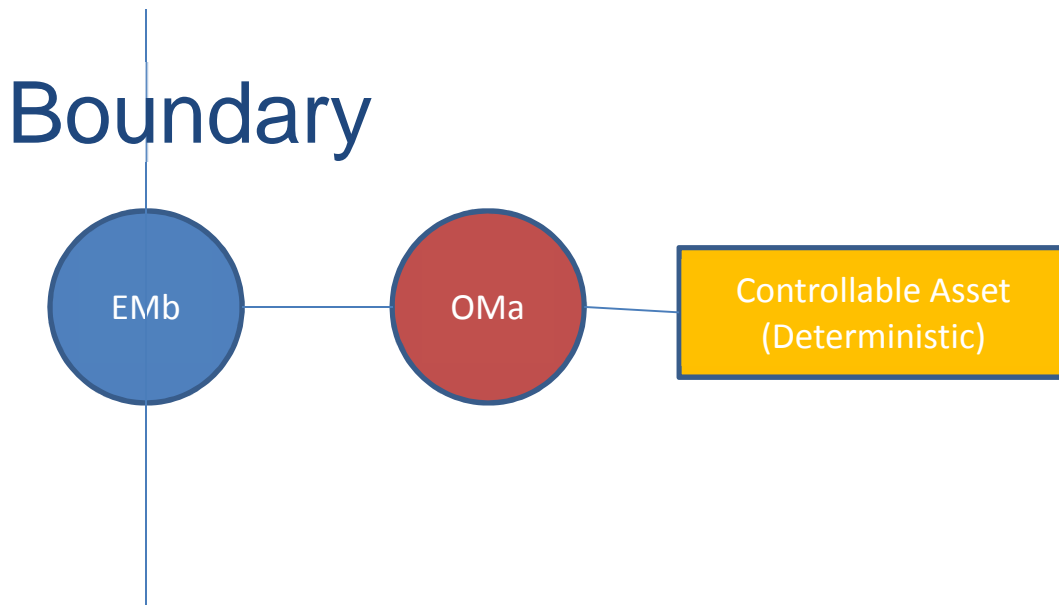 Boundary
EMb
OMa
Controllable Asset
(Deterministic)